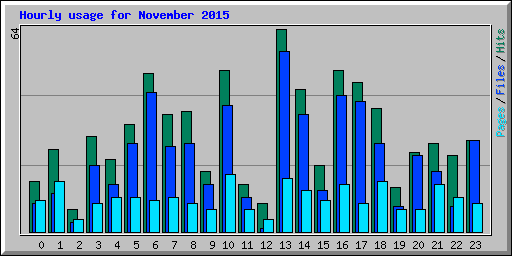 Hourly usage for November 2015
64
Pages/Files/Hits
0 1 2 3 4 5 6 7 8 9 10 11 12 13 14 15 16 17 18 19 20 21 22 23